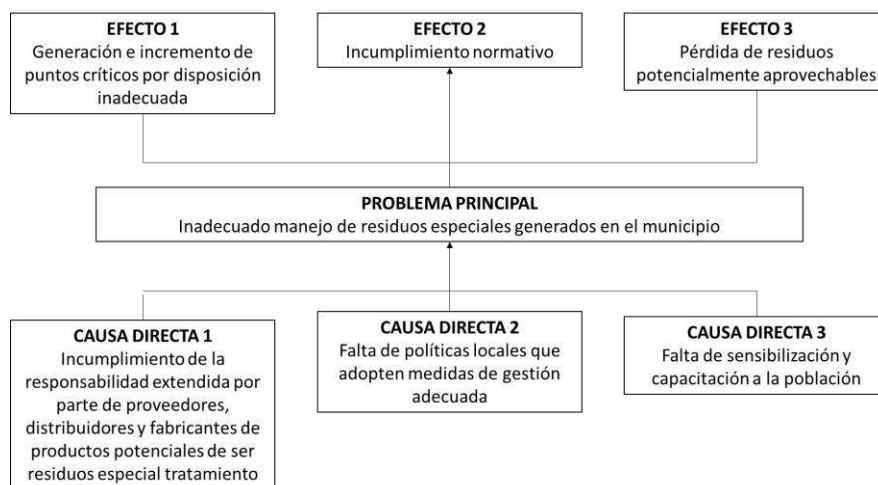 EFECTO 1
Generación e incremento de
puntos críticos por disposición
inadecuada
EFECTO 2
Incumplimiento normativo
EFECTO 3
Pérdida de residuos
potencialmente aprovechables
PROBLEMA PRINCIPAL
Inadecuado manejo de residuos especiales generados en el municipio
CAUSA DIRECTA 1
Incumplimiento de la
responsabilidad extendida por
parte de proveedores,
distribuidores y fabricantes de
productos potenciales de ser
residuos especial tratamiento
CAUSA DIRECTA 2
Falta de políticas locales que
adopten medidas de gestión
adecuada
CAUSA DIRECTA 3
Falta de sensibilización y
capacitación a la población